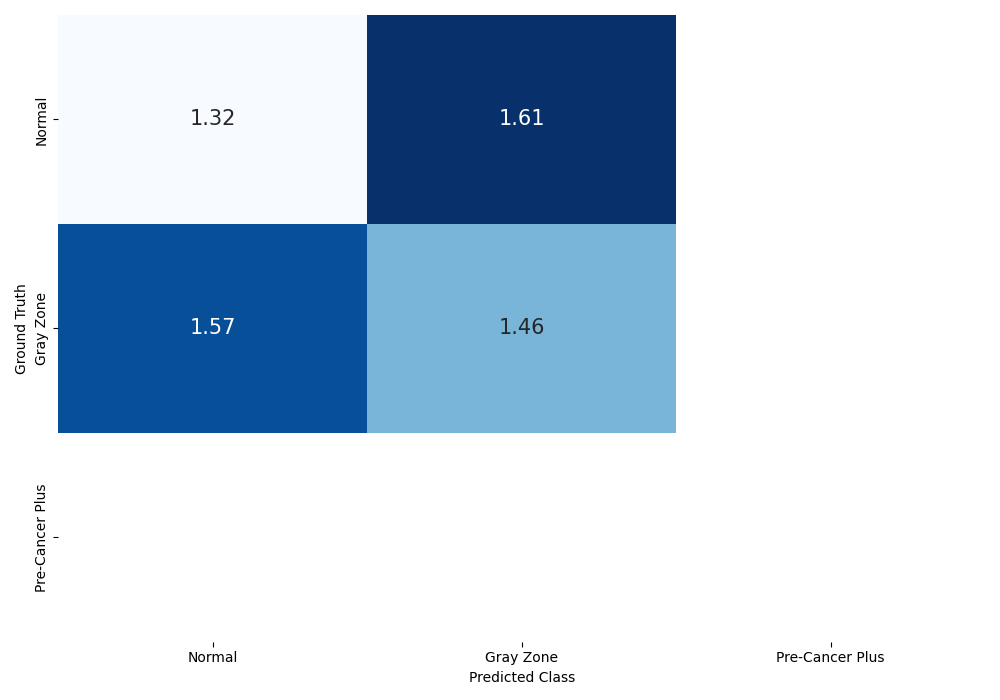 Ground Truth
Normal
1.32 1.61
Gray Zone
1.57 1.46
Pre-Cancer Plus
Normal Gray Zone Pre-Cancer Plus
Predicted Class